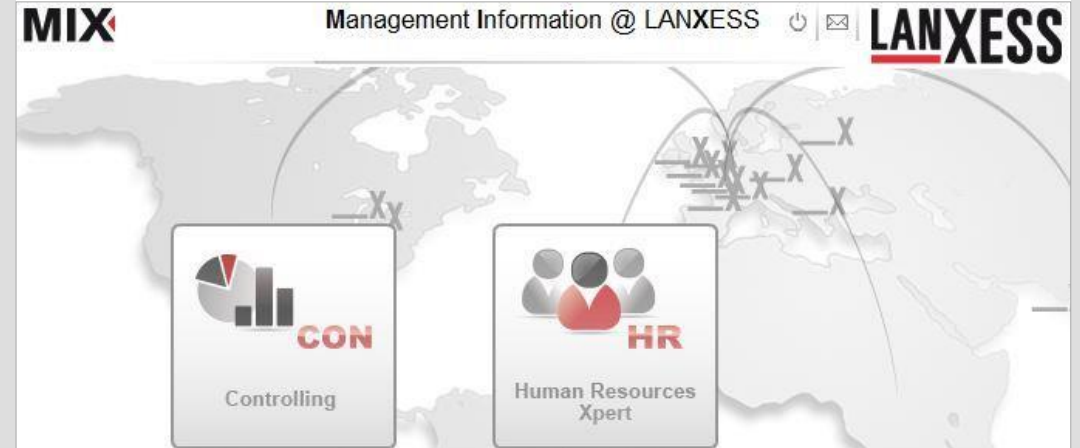 MIX
Management Information @ LANXESS
LANXESS
X
X
X
X
X
X
X
X
X
X
X
X
CON
HR
Controlling
Human Resources
Xpert